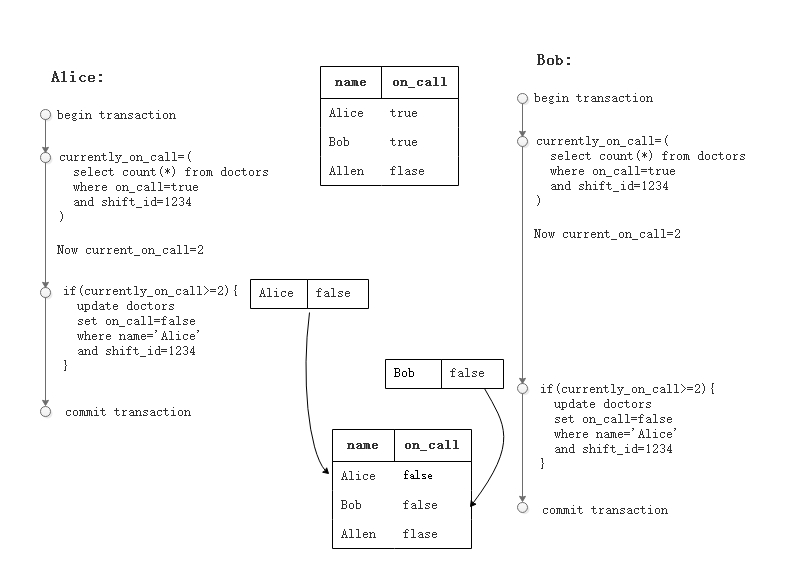 Alice:
begin transaction
currently_on_call=(
select count(*) from doctors
where on_call=true
and shift_id=1234
)
Now current_on_call=2
if(currently_on_call>=2){
update doctors
set on_call=false
where name='Alice'
and shift_id=1234
}
commit transaction
name on_call
Alice true
Bob true
Allen flase
Alice false
Bob false
name on_call
Alice false
Bob false
Allen flase
Bob:
begin transaction
currently_on_call=(
select count(*) from doctors
where on_call=true
and shift_id=1234
)
Now current_on_call=2
if(currently_on_call>=2){
update doctors
set on_call=false
where name='Alice'
and shift_id=1234
}
commit transaction